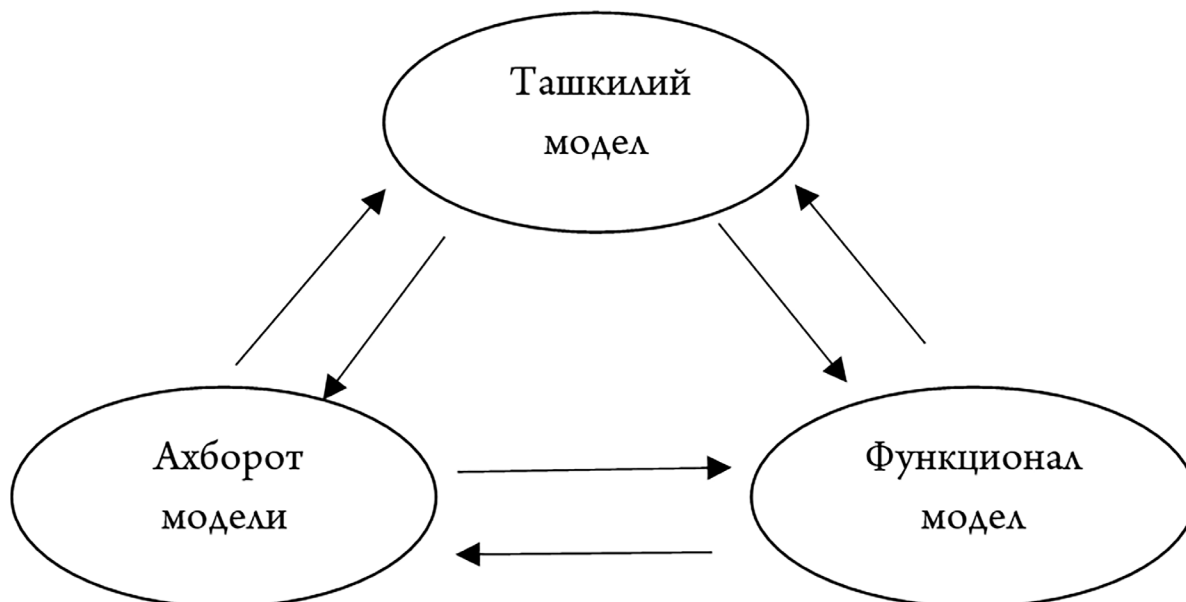 Ташкилий
модел
Ахборот
модели
Функционал
модел